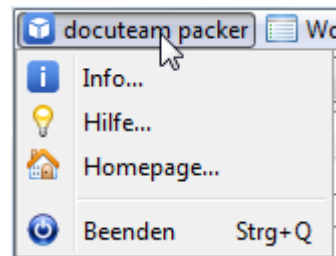 docuteam packer
Info...
Hilfe...
Homepage...
Beenden Strg+Q